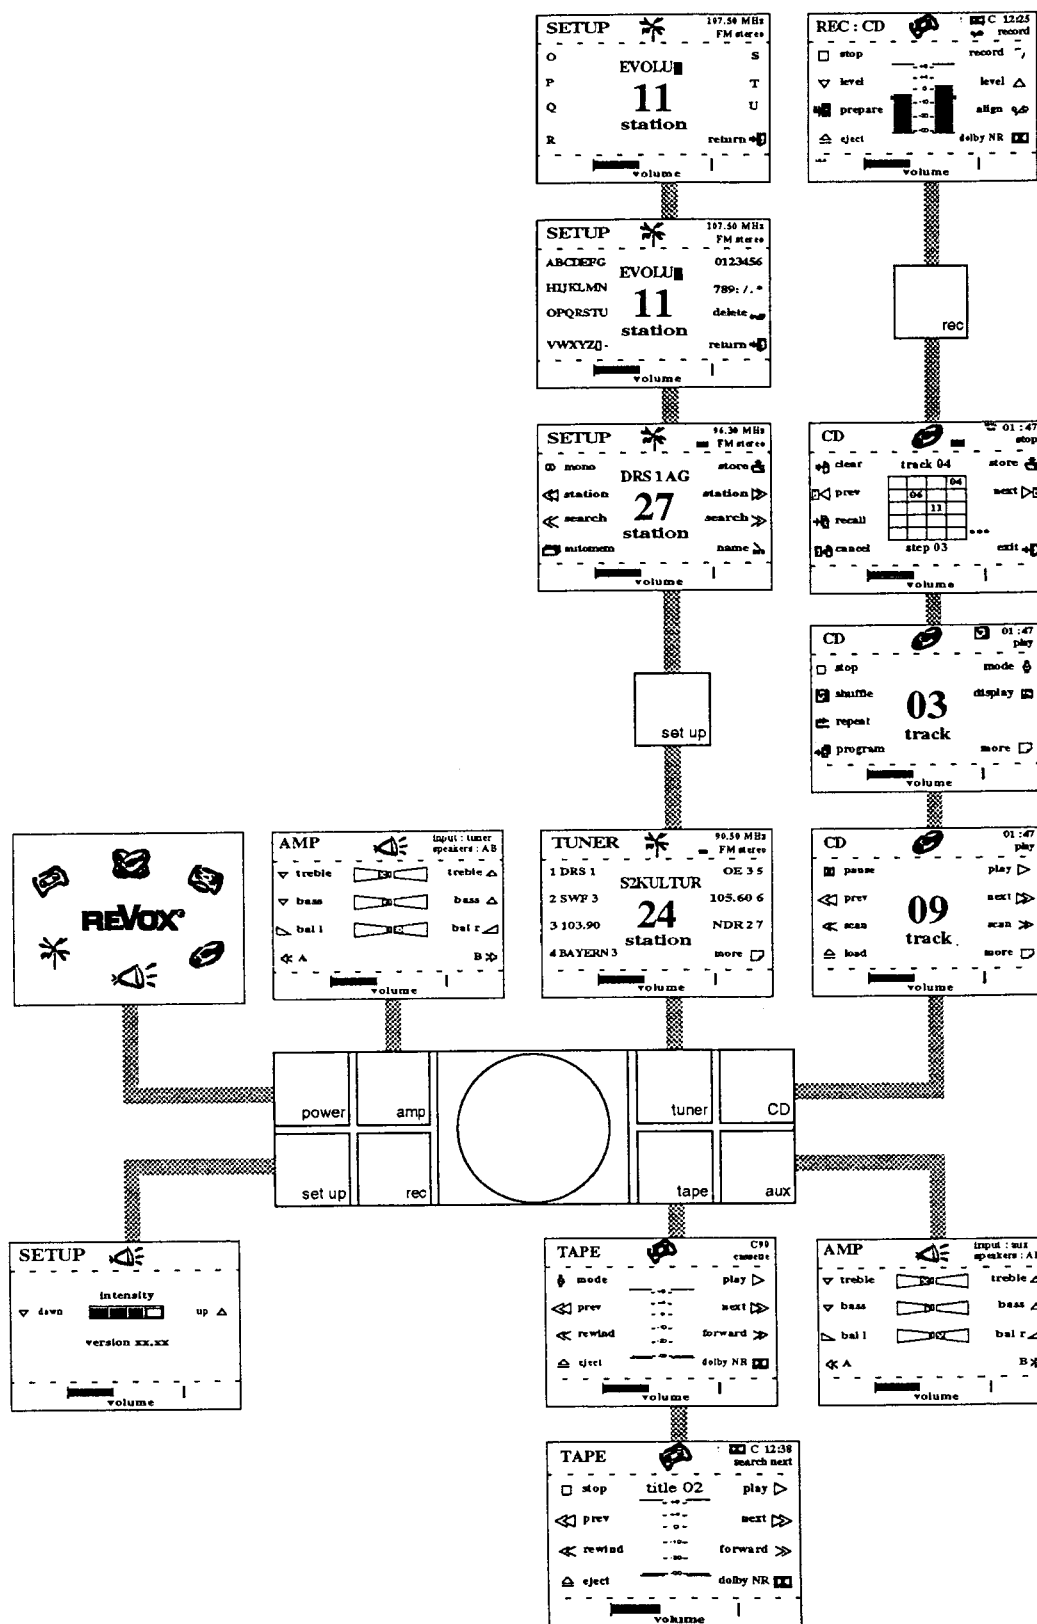 SETUP
107.50 MHz
FM stereo
O
EVOLU
S
P
11
T
Q
station
U
R
return
volume
REC : CD
C 12:25
record
stop
record
level
level
prepare
align
eject
dolby NR
volume
SETUP
107.50 MHz
FM stereo
ABCDEFG
EVOLU
0123456
HIJKLMN
11
789: /. *
OPQRSTU
station
delete
VWXYZ[]-
return
volume
rec
SETUP
96.30 MHz
FM stereo
mono
DRS 1 AG
store
station
27
station
search
station
search
automem
name
volume
CD
01 : 47
stop
clear
track 04
store
04
prev
06
next
recall
11
cancel
step 03
exit
volume
set up
CD
01 : 47
play
stop
mode
shuffle
03
display
repeat
track
program
more
volume
REVOX
AMP
input : tuner
speakers : AB
treble
treble
bass
bass
bal l
bal r
A
B
volume
TUNER
90.50 MHz
FM stereo
1 DRS 1
S2KULTUR
OE 3 5
2 SWF 3
24
105.60 6
3 103.90
station
NDR 2 7
4 BAYERN 3
more
volume
CD
01 : 47
play
pause
play
prev
09
next
scan
track
scan
load
more
volume
power
amp
tuner
CD
set up
rec
tape
aux
SETUP
intensity
down
up
version xx.xx
volume
TAPE
C90
cassette
mode
play
prev
next
rewind
forward
eject
dolby NR
volume
AMP
input : aux
speakers : A
treble
treble
bass
bass
bal l
bal r
A
B
volume
TAPE
C 12:38
search next
stop
title 02
play
prev
next
rewind
forward
eject
dolby NR
volume